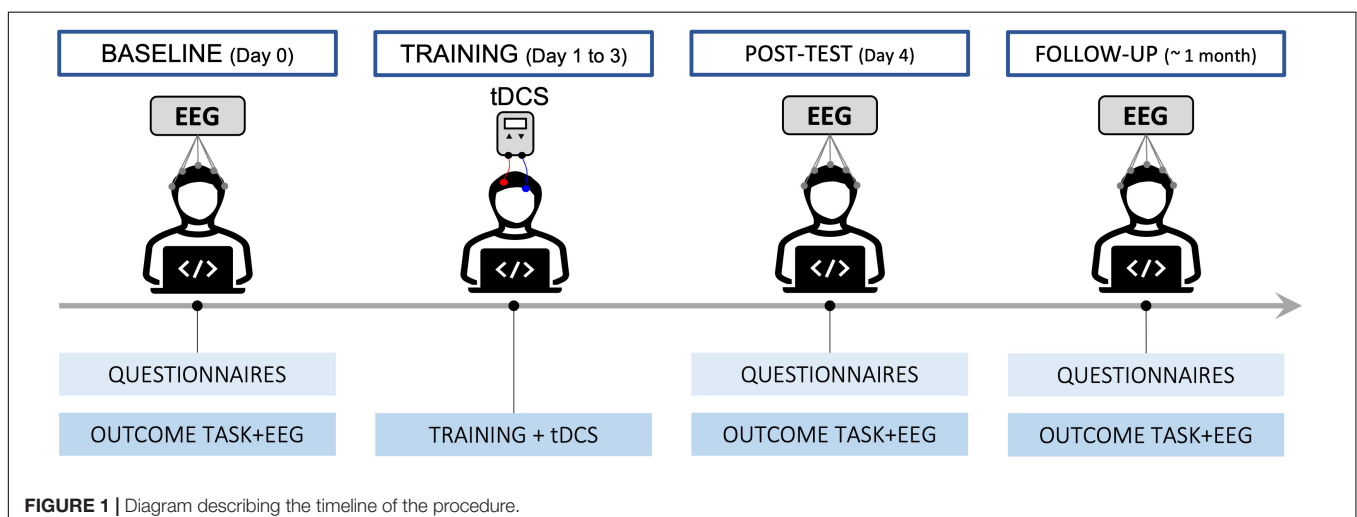 BASELINE (Day 0)
TRAINING (Day 1 to 3)
POST-TEST (Day 4)
FOLLOW-UP (~ 1 month)
EEG
tDCS
EEG
EEG
</>
</>
</>
</>
QUESTIONNAIRES
QUESTIONNAIRES
QUESTIONNAIRES
OUTCOME TASK+EEG
TRAINING + tDCS
OUTCOME TASK+EEG
OUTCOME TASK+EEG
FIGURE 1 | Diagram describing the timeline of the procedure.